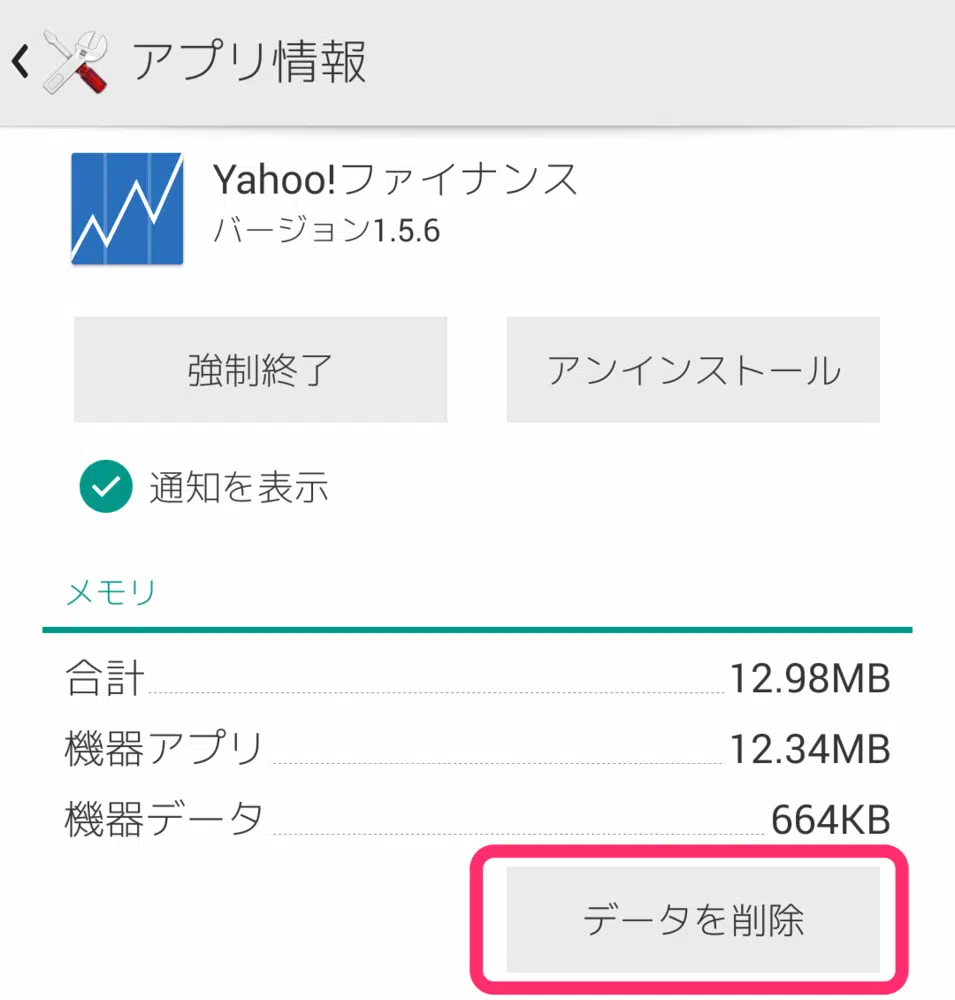 アプリ情報
Yahoo!ファイナンス
バージョン1.5.6
強制終了 アンインストール
通知を表示
メモリ
合計 12.98MB
機器アプリ 12.34MB
機器データ 664KB
データを削除